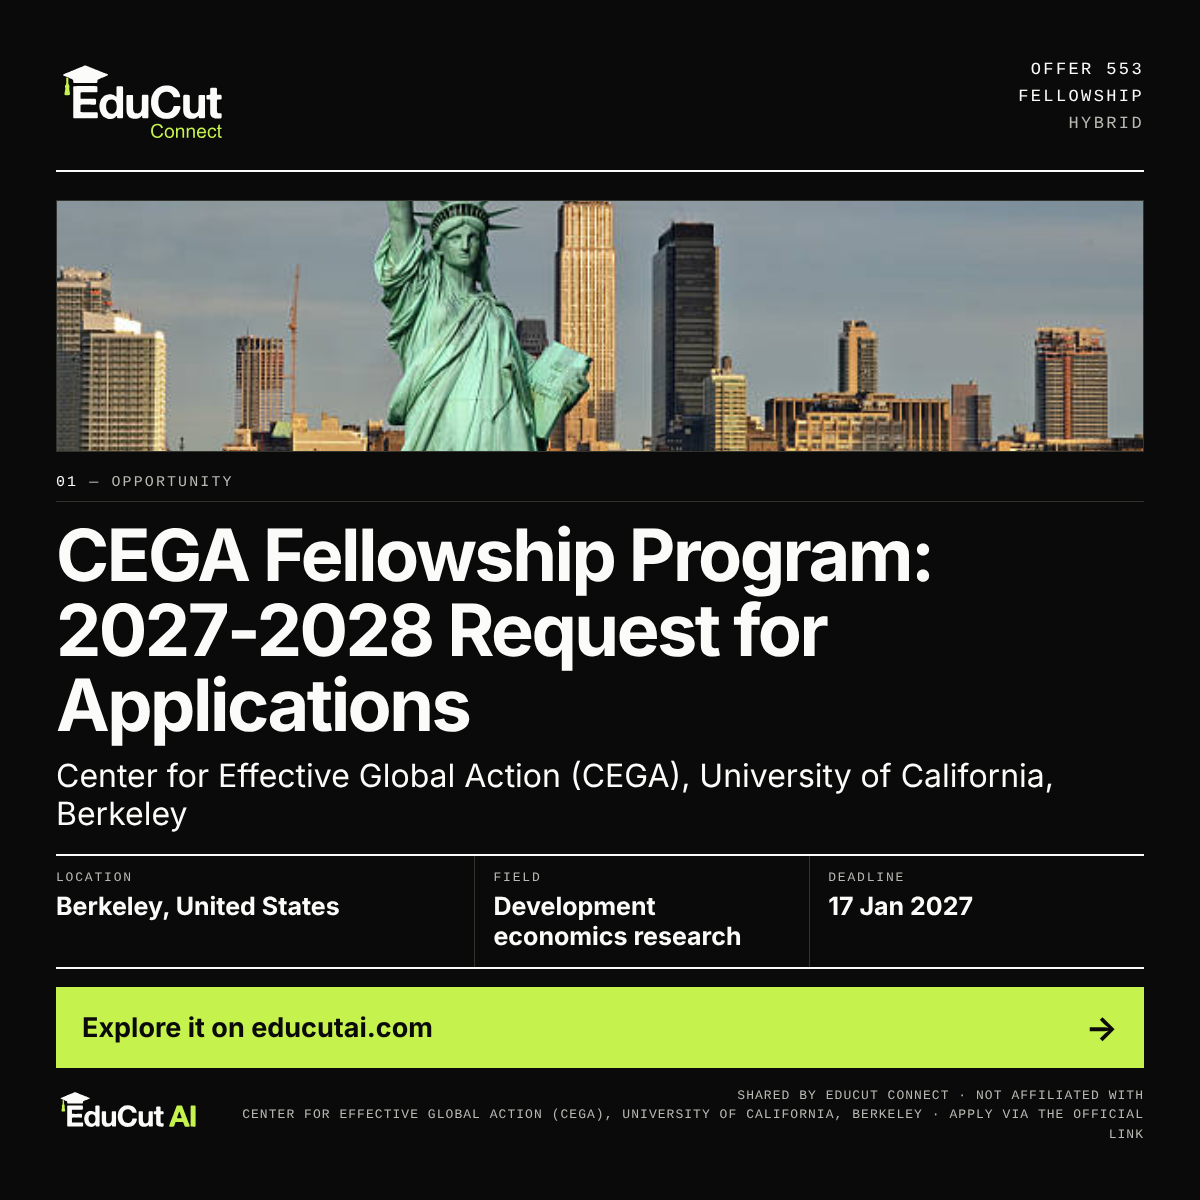 EduCut
Connect
OFFER 553
FELLOWSHIP
HYBRID
01 — OPPORTUNITY
CEGA Fellowship Program:
2027-2028 Request for
Applications
Center for Effective Global Action (CEGA), University of California,
Berkeley
LOCATION
Berkeley, United States
FIELD
Development
economics research
DEADLINE
17 Jan 2027
Explore it on educutai.com →
EduCut AI
SHARED BY EDUCUT CONNECT · NOT AFFILIATED WITH
CENTER FOR EFFECTIVE GLOBAL ACTION (CEGA), UNIVERSITY OF CALIFORNIA, BERKELEY · APPLY VIA THE OFFICIAL
LINK